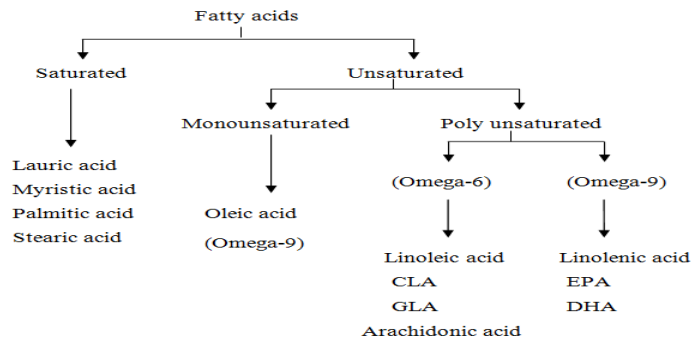 Fatty acids
Saturated
Unsaturated
Monounsaturated
Poly unsaturated
Lauric acid
Myristic acid
Palmitic acid
Stearic acid
Oleic acid
(Omega-9)
(Omega-6)
(Omega-9)
Linoleic acid
CLA
GLA
Arachidonic acid
Linolenic acid
EPA
DHA